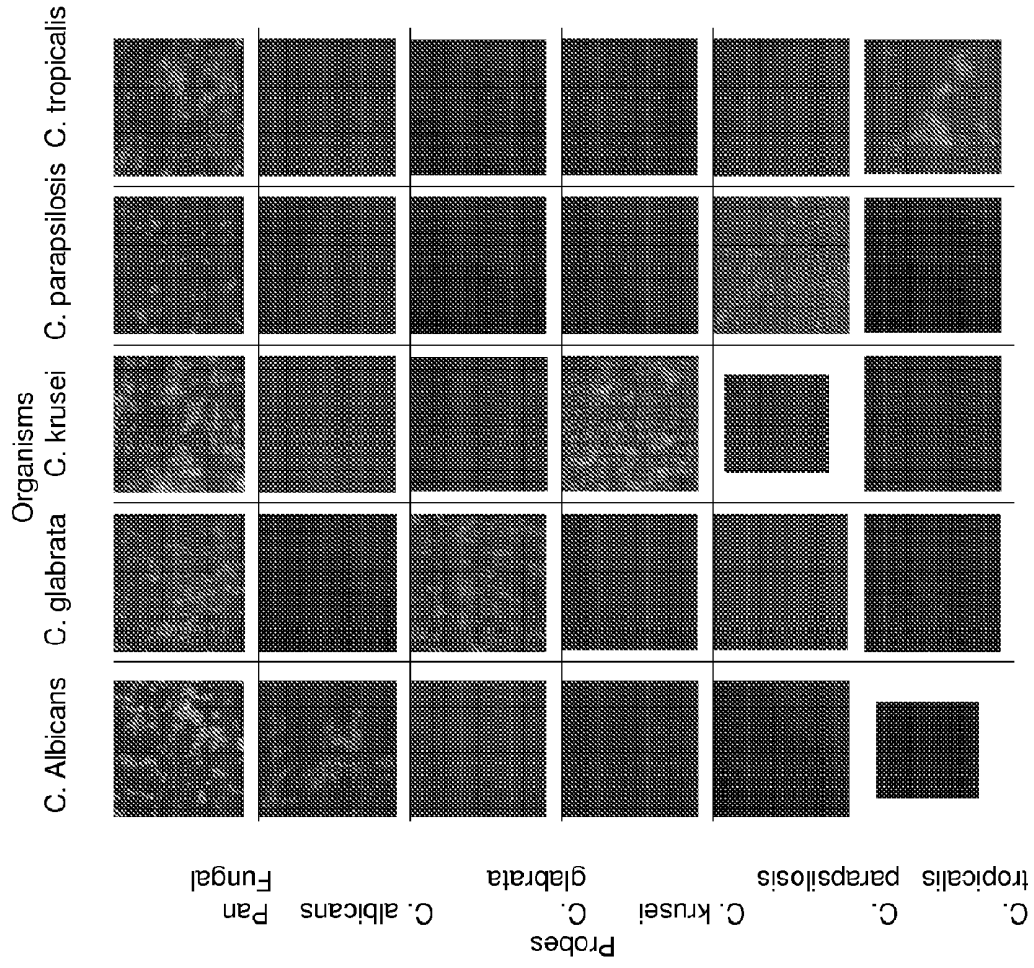 Organisms
C. Albicans
C. glabrata
C. krusei
C. parapsilosis
C. tropicalis
Probes
Pan
Fungal
C. albicans
C.
glabrata
C. krusei
C.
parapsilosis
C.
tropicalis